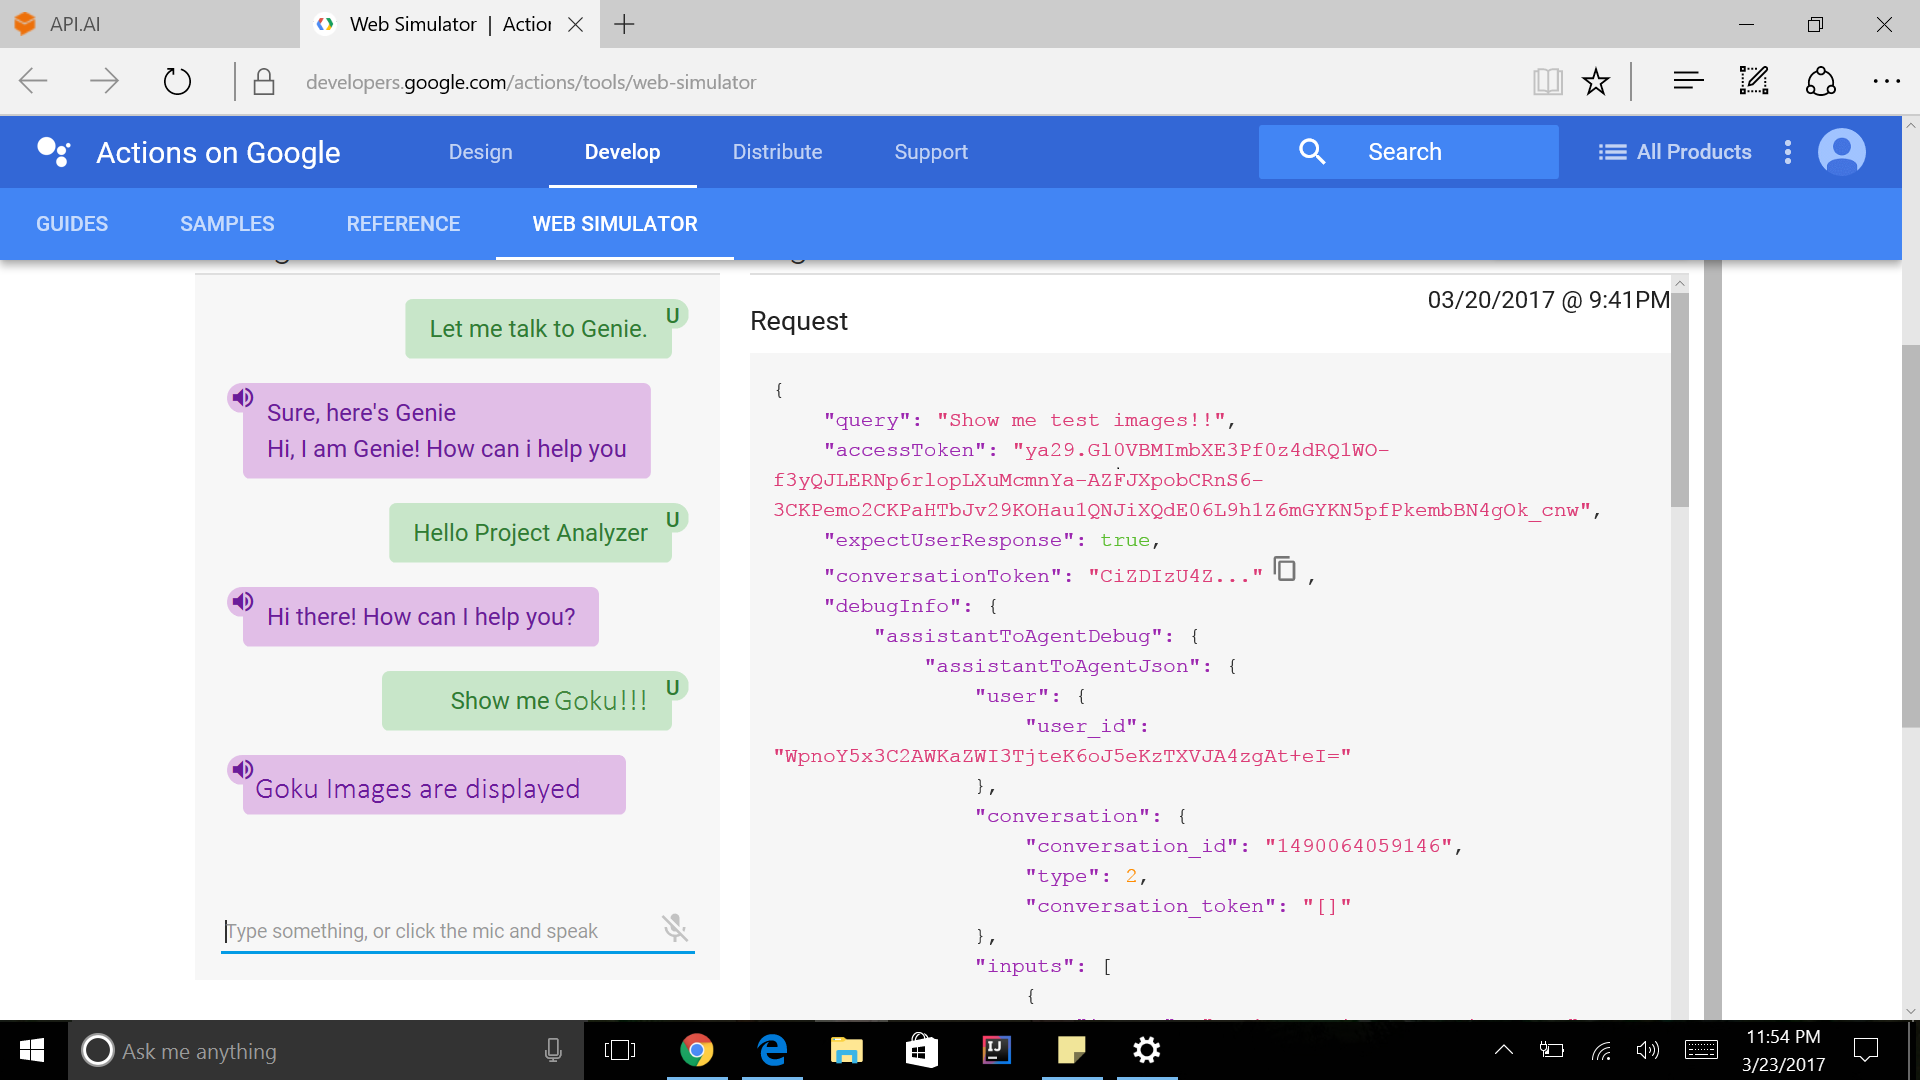 API.AI
Web Simulator | Action
developers.google.com/actions/tools/web-simulator
Actions on Google
Design
Develop
Distribute
Support
Search
All Products
GUIDES
SAMPLES
REFERENCE
WEB SIMULATOR
Let me talk to Genie.
U
Sure, here's Genie
Hi, I am Genie! How can i help you
Hello Project Analyzer
U
Hi there! How can I help you?
Show me Goku!!!
U
Goku Images are displayed
Type something, or click the mic and speak
03/20/2017 @ 9:41PM
Request
{
"query": "Show me test images!!",
"accessToken": "ya29.Gl0VBMImbXE3Pf0z4dRQ1WO-
f3yQJLERNp6rlopLXuMcmnYa-AZFJXpobCRnS6-
3CKPemo2CKPaHTbJv29KOHau1QNJiXQdE06L9h1Z6mGYKN5pfPkembBN4gOk_cnw",
"expectUserResponse": true,
"conversationToken": "CiZDIzU4Z..." ,
"debugInfo": {
"assistantToAgentDebug": {
"assistantToAgentJson": {
"user": {
"user_id":
"WpnoY5x3C2AWKaZWI3TjteK6oJ5eKzTXVJA4zgAt+eI="
},
"conversation": {
"conversation_id": "1490064059146",
"type": 2,
"conversation_token": "[]"
},
"inputs": [
{
Ask me anything
IJ
11:54 PM
3/23/2017